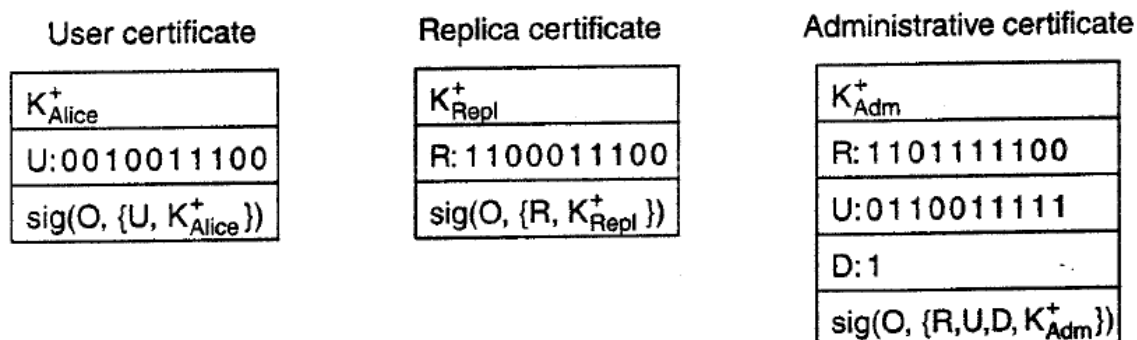 User certificate
K+Alice
U:0010011100
sig(O, {U, K+Alice})
Replica certificate
K+Repl
R:1100011100
sig(O, {R, K+Repl })
Administrative certificate
K+Adm
R:1101111100
U:0110011111
D:1
sig(O, {R,U,D, K+Adm})